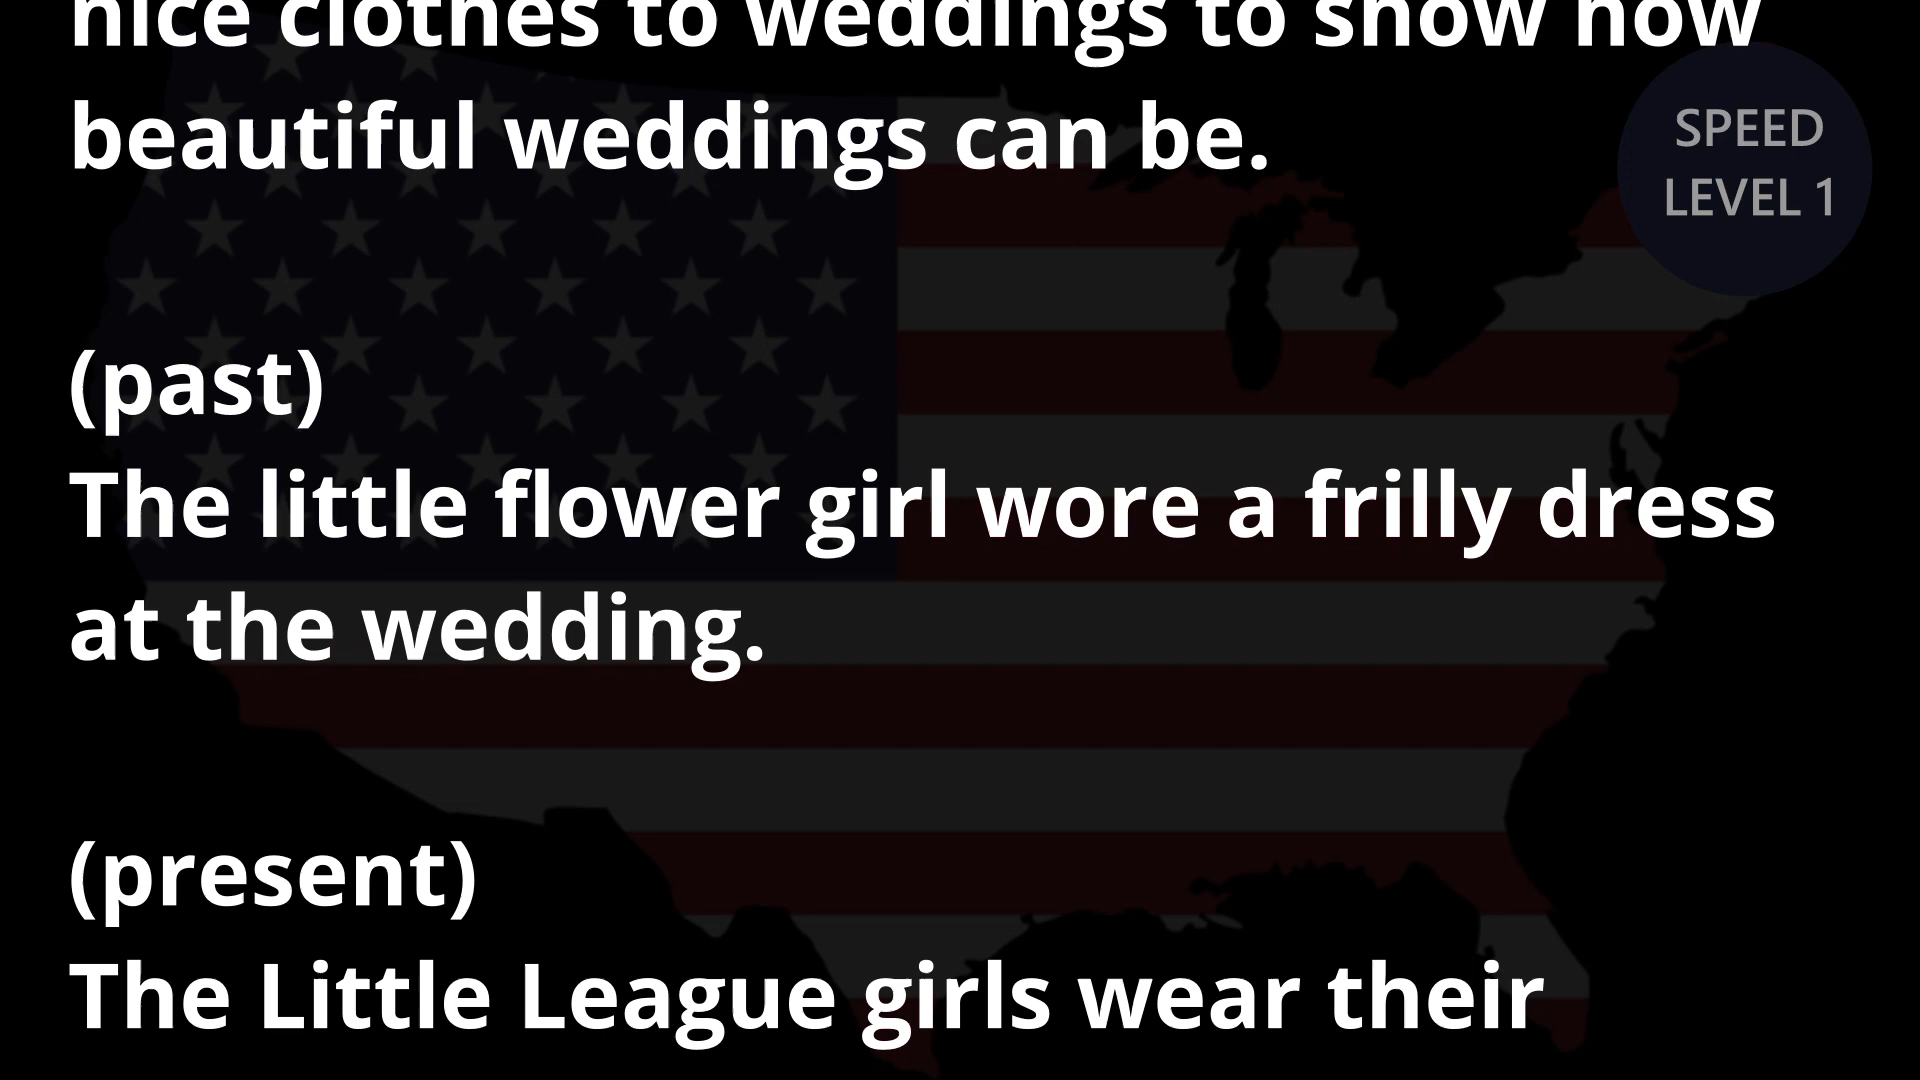 nice clothes to weddings to show how
beautiful weddings can be.
SPEED
LEVEL 1
(past)
The little flower girl wore a frilly dress
at the wedding.
(present)
The Little League girls wear their